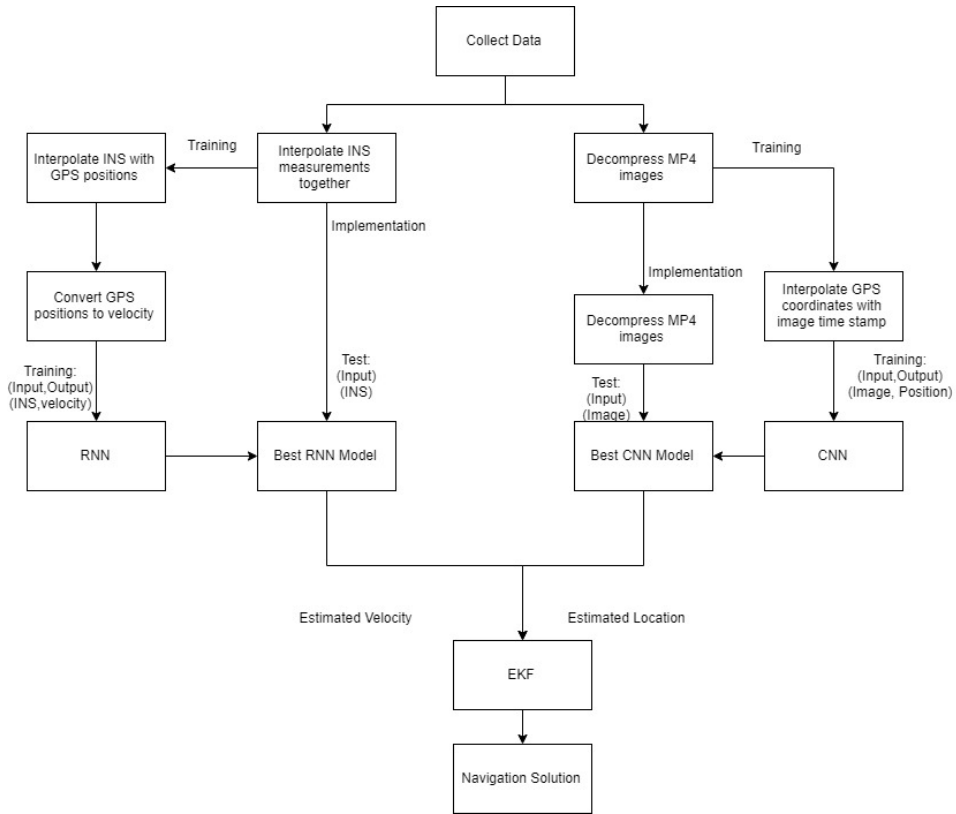 Collect Data
Interpolate INS with
GPS positions
Training
Interpolate INS
measurements
together
Decompress MP4
images
Training
Implementation
Implementation
Convert GPS
positions to velocity
Decompress MP4
images
Interpolate GPS
coordinates with
image time stamp
Training:
(Input,Output)
(INS,velocity)
Test:
(Input)
(INS)
Test:
(Input)
(Image)
Training:
(Input,Output)
(Image, Position)
RNN
Best RNN Model
Best CNN Model
CNN
Estimated Velocity
Estimated Location
EKF
Navigation Solution